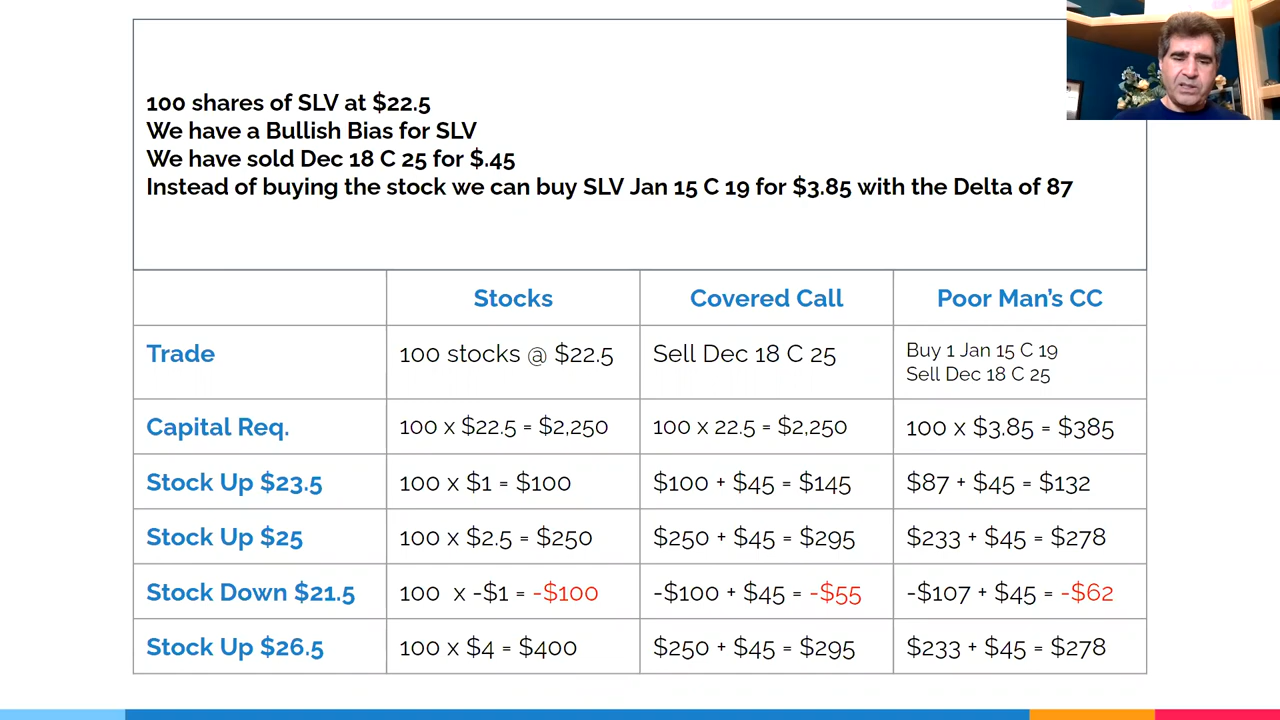 100 shares of SLV at $22.5
We have a Bullish Bias for SLV
We have sold Dec 18 C 25 for $.45
Instead of buying the stock we can buy SLV Jan 15 C 19 for $3.85 with the Delta of 87
Stocks Covered Call Poor Man's CC
Trade 100 stocks @ $22.5 Sell Dec 18 C 25 Buy 1 Jan 15 C 19
Sell Dec 18 C 25
Capital Req. 100 x $22.5 = $2,250 100 x 22.5 = $2,250 100 x $3.85 = $385
Stock Up $23.5 100 x $1 = $100 $100 + $45 = $145 $87 + $45 = $132
Stock Up $25 100 x $2.5 = $250 $250 + $45 = $295 $233 + $45 = $278
Stock Down $21.5 100 x -$1 = -$100 -$100 + $45 = -$55 -$107 + $45 = -$62
Stock Up $26.5 100 x $4 = $400 $250 + $45 = $295 $233 + $45 = $278